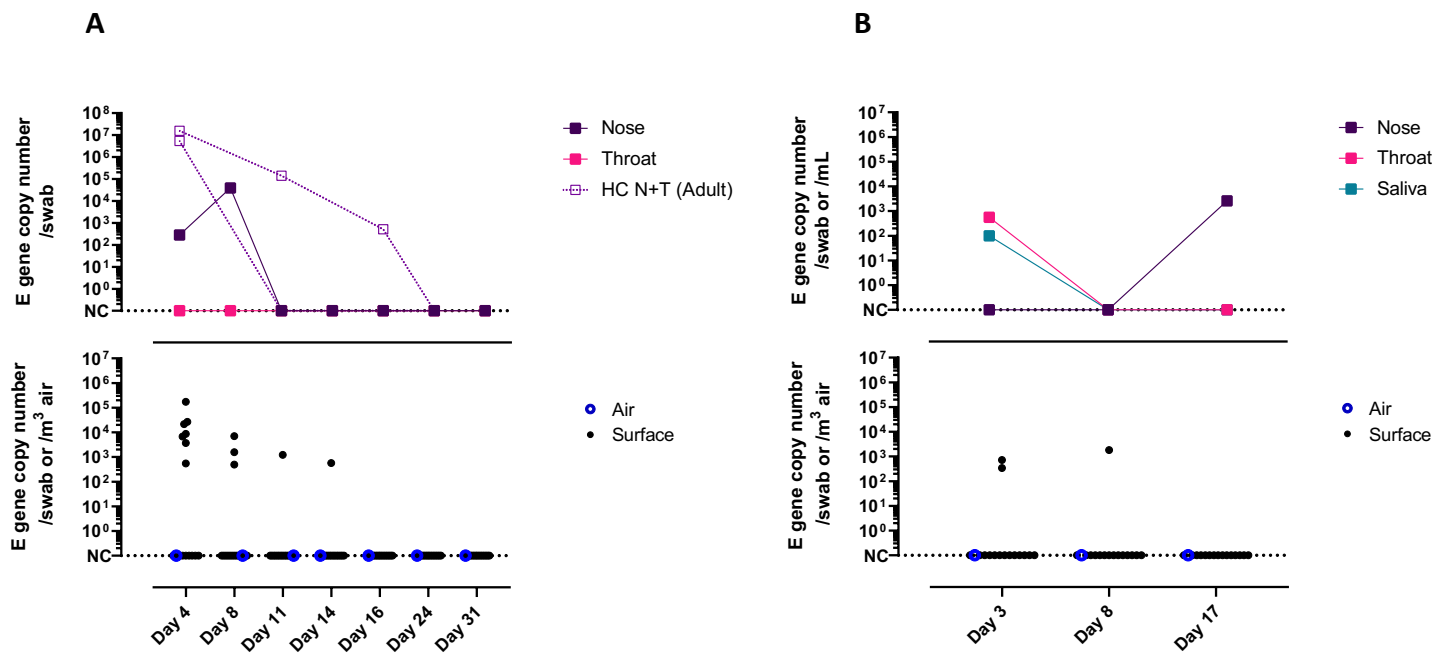 A
E gene copy number
/swab
10⁸
10⁷
10⁶
10⁵
10⁴
10³
10²
10¹
10⁰
NC
Nose
Throat
HC N+T (Adult)
E gene copy number
/swab or /m³ air
10⁷
10⁶
10⁵
10⁴
10³
10²
10¹
10⁰
NC
Air
Surface
Day 4
Day 8
Day 11
Day 14
Day 16
Day 24
Day 31
B
E gene copy number
/swab or /mL
10⁷
10⁶
10⁵
10⁴
10³
10²
10¹
10⁰
NC
Nose
Throat
Saliva
E gene copy number
/swab or /m³ air
10⁷
10⁶
10⁵
10⁴
10³
10²
10¹
10⁰
NC
Air
Surface
Day 3
Day 8
Day 17